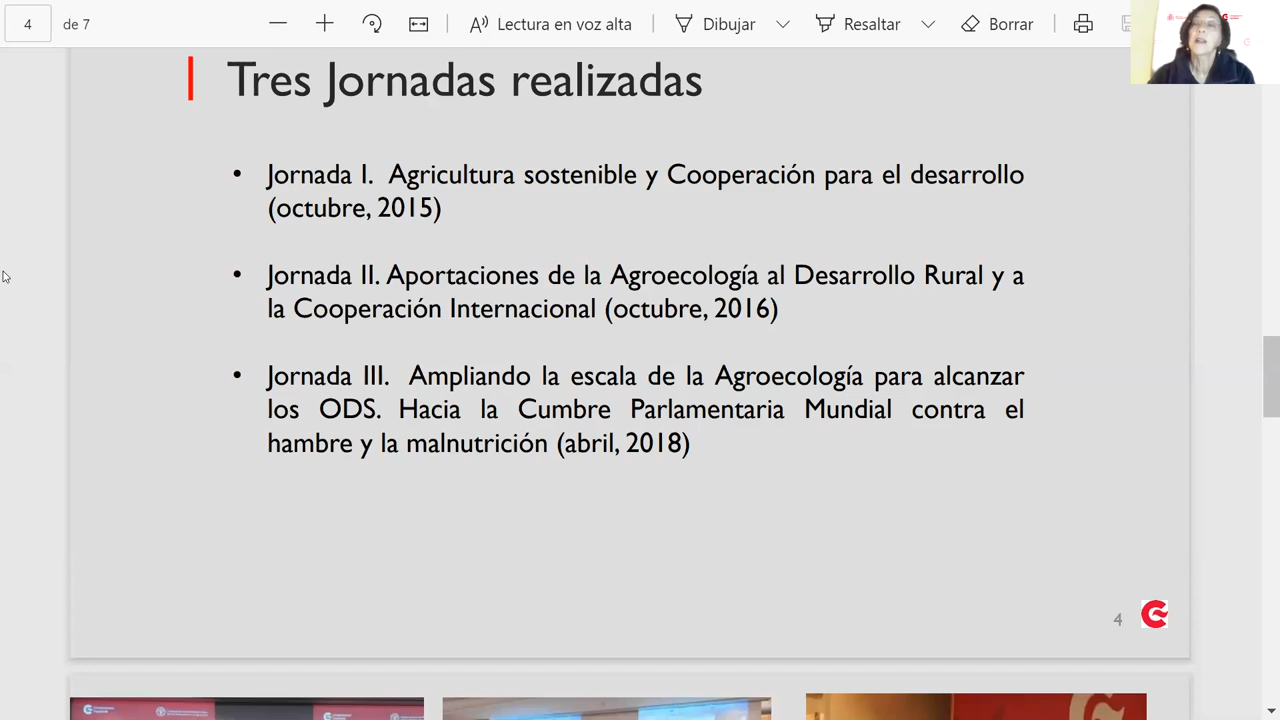 4 de 7 Lectura en voz alta Dibujar Resaltar Borrar
Tres Jornadas realizadas
• Jornada I. Agricultura sostenible y Cooperación para el desarrollo
(octubre, 2015)
• Jornada II. Aportaciones de la Agroecología al Desarrollo Rural y a
la Cooperación Internacional (octubre, 2016)
• Jornada III. Ampliando la escala de la Agroecología para alcanzar
los ODS. Hacia la Cumbre Parlamentaria Mundial contra el
hambre y la malnutrición (abril, 2018)
4